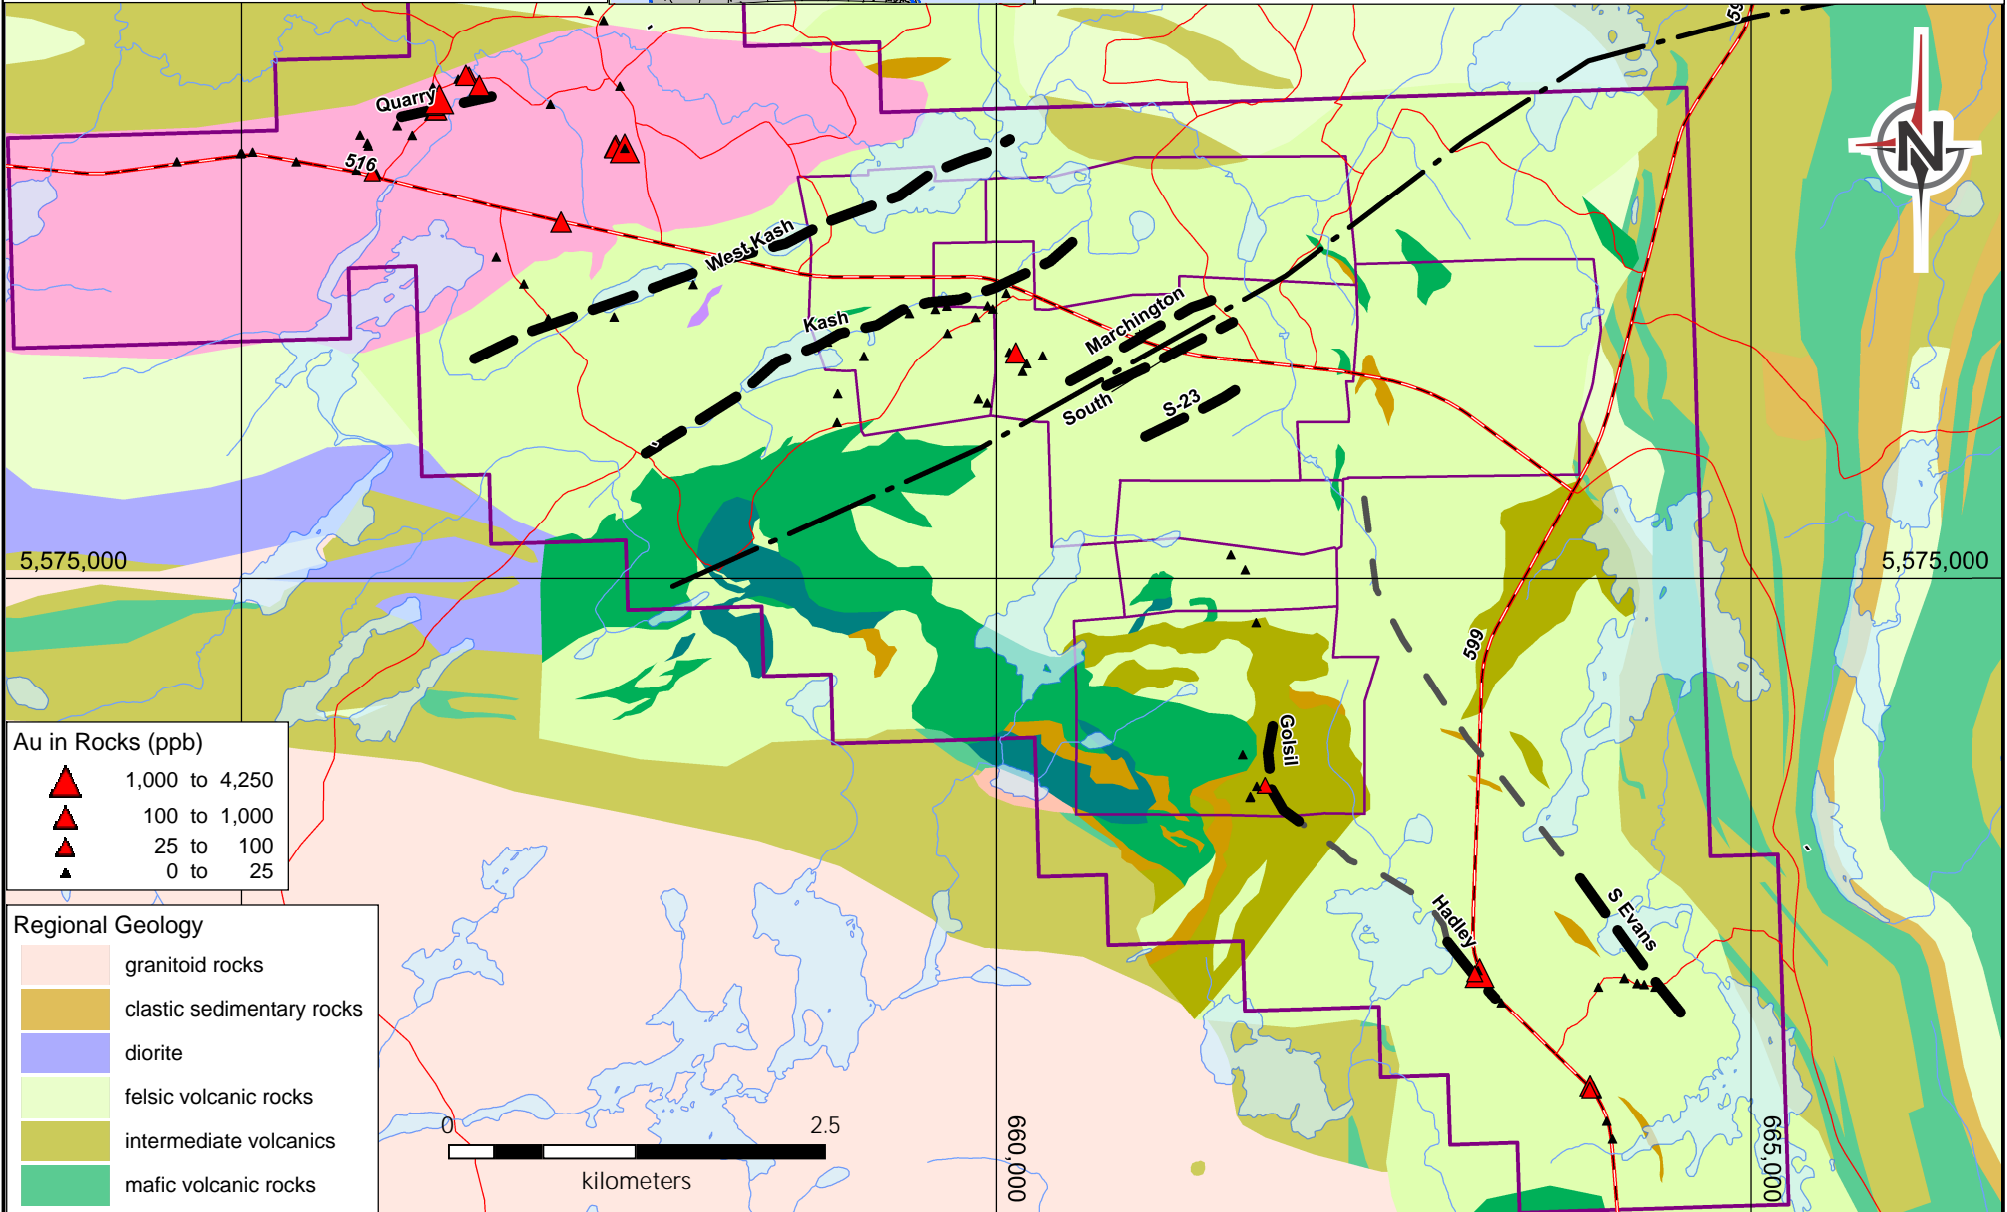 59
N
Quarry
516
West Kash
Kash
Marchington
South
S-23
5,575,000
5,575,000
599
Golsil
Hadley
S Evans
Au in Rocks (ppb)
1,000 to 4,250
100 to 1,000
25 to 100
0 to 25
Regional Geology
granitoid rocks
clastic sedimentary rocks
diorite
felsic volcanic rocks
intermediate volcanics
mafic volcanic rocks
0 2.5
kilometers
660,000
665,000